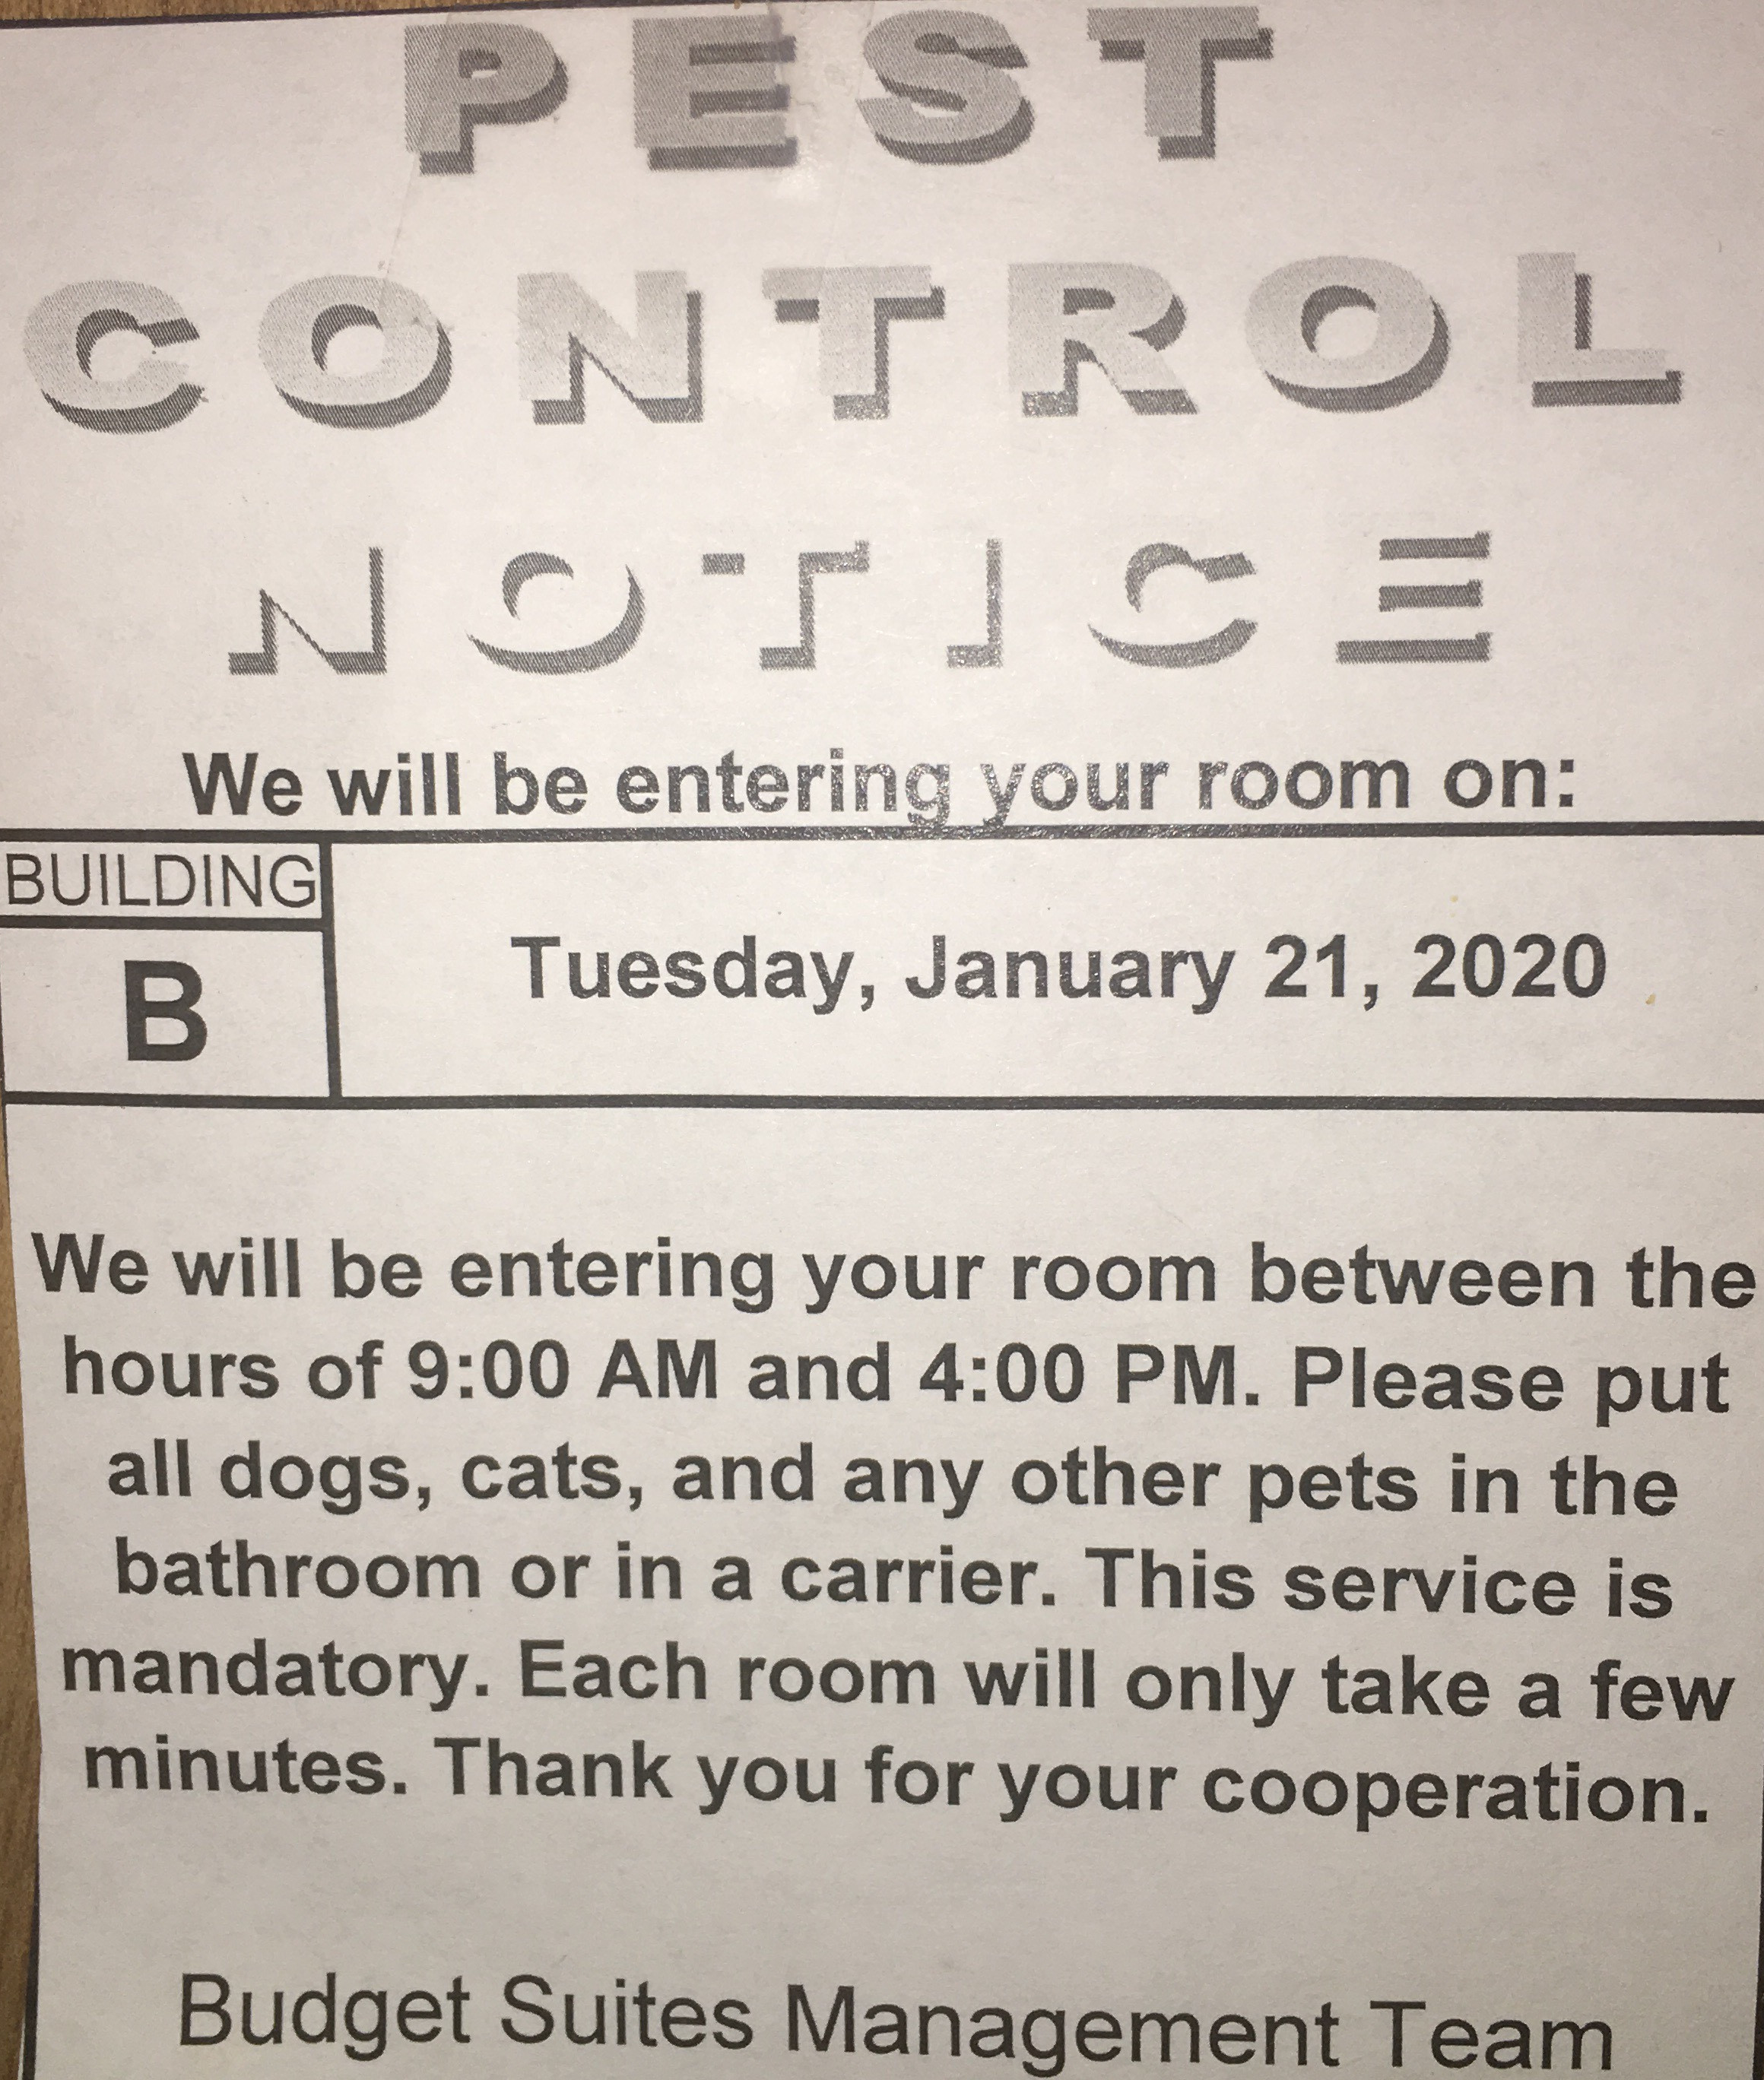 PEST
CONTROL
NOTICE
We will be entering your room on:
BUILDING
B
Tuesday, January 21, 2020
We will be entering your room between the
hours of 9:00 AM and 4:00 PM. Please put
all dogs, cats, and any other pets in the
bathroom or in a carrier. This service is
mandatory. Each room will only take a few
minutes. Thank you for your cooperation.
Budget Suites Management Team